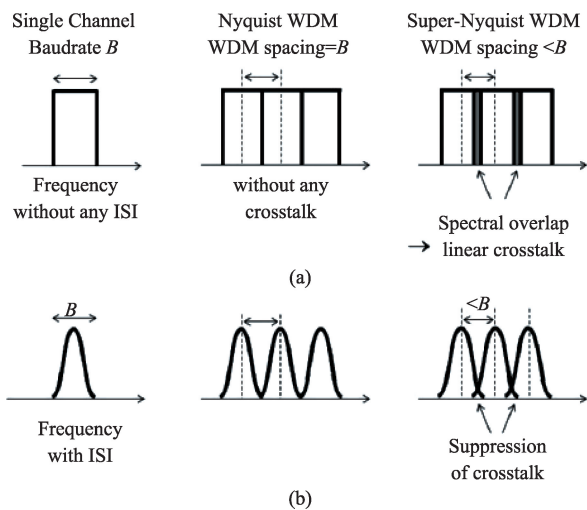 Single Channel
Baudrate B
Nyquist WDM
WDM spacing=B
Super-Nyquist WDM
WDM spacing <B
Frequency
without any ISI
without any
crosstalk
Spectral overlap
linear crosstalk
(a)
B
<B
Frequency
with ISI
Suppression
of crosstalk
(b)